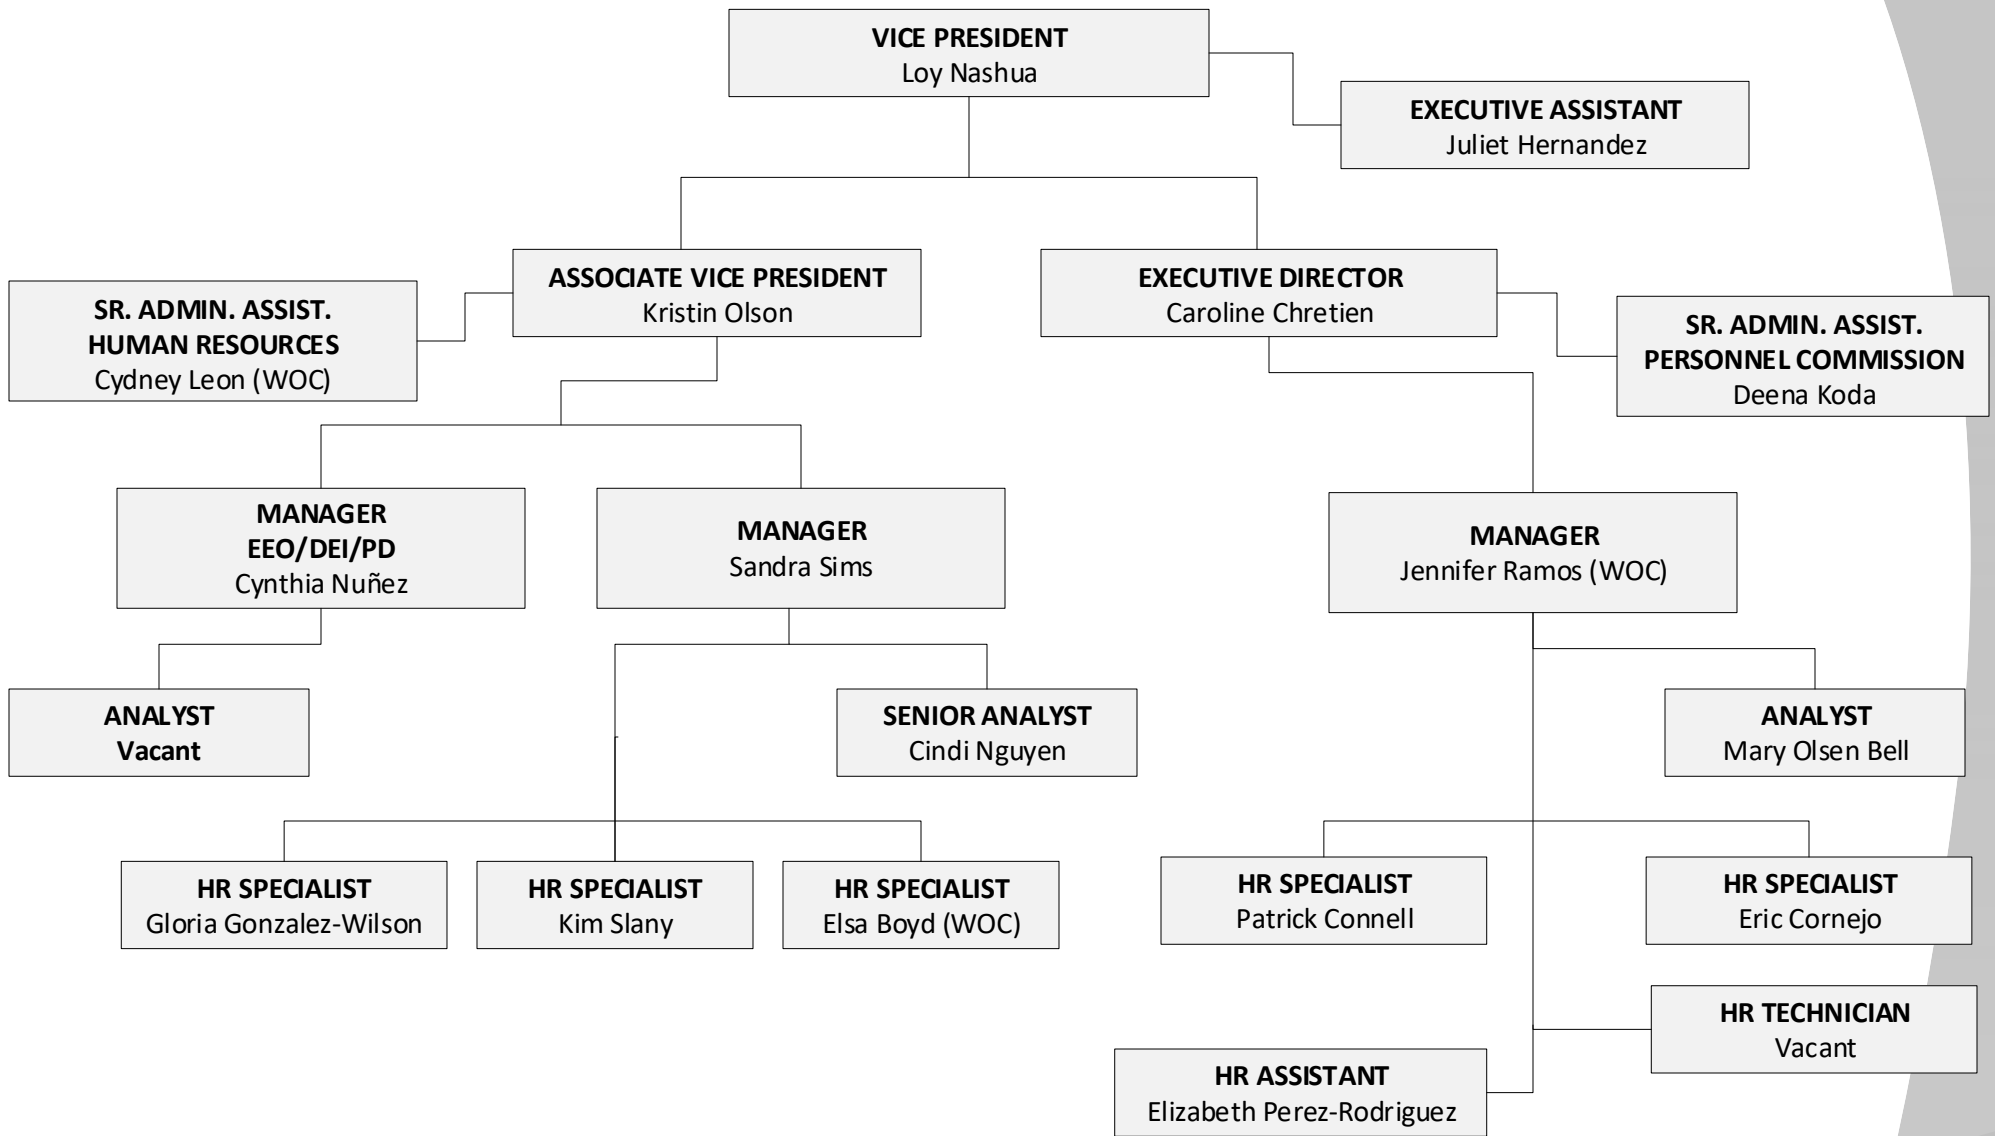 VICE PRESIDENT
Loy Nashua
EXECUTIVE ASSISTANT
Juliet Hernandez
ASSOCIATE VICE PRESIDENT
Kristin Olson
EXECUTIVE DIRECTOR
Caroline Chretien
SR. ADMIN. ASSIST.
HUMAN RESOURCES
Cydney Leon (WOC)
SR. ADMIN. ASSIST.
PERSONNEL COMMISSION
Deena Koda
MANAGER
EEO/DEI/PD
Cynthia Nuñez
MANAGER
Sandra Sims
MANAGER
Jennifer Ramos (WOC)
ANALYST
Vacant
SENIOR ANALYST
Cindi Nguyen
ANALYST
Mary Olsen Bell
HR SPECIALIST
Gloria Gonzalez-Wilson
HR SPECIALIST
Kim Slany
HR SPECIALIST
Elsa Boyd (WOC)
HR SPECIALIST
Patrick Connell
HR SPECIALIST
Eric Cornejo
HR TECHNICIAN
Vacant
HR ASSISTANT
Elizabeth Perez-Rodriguez